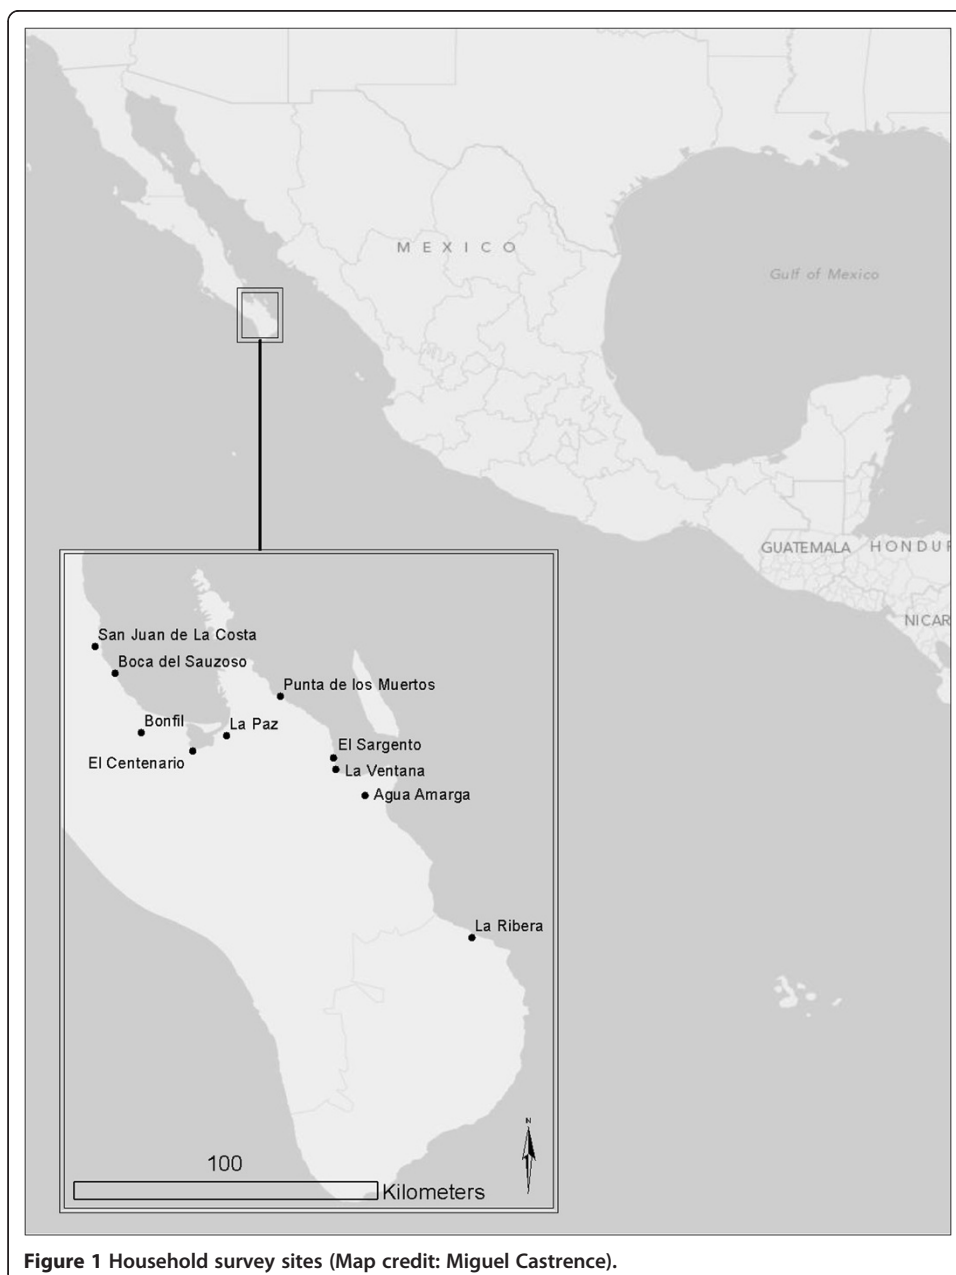 M E X I C O
Gulf of Mexico
GUATEMALA
HONDUR
NICAR
San Juan de La Costa
Boca del Sauzoso
Punta de los Muertos
Bonfil
La Paz
El Sargento
El Centenario
La Ventana
Agua Amarga
La Ribera
N
100
Kilometers
Figure 1 Household survey sites (Map credit: Miguel Castrence).